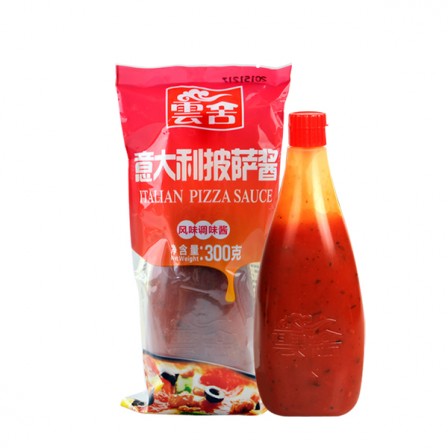 20151217
雲舍
意大利披萨酱
ITALIAN PIZZA SAUCE
风味调味酱
净含量:
Net Weight:
300克
雲舍